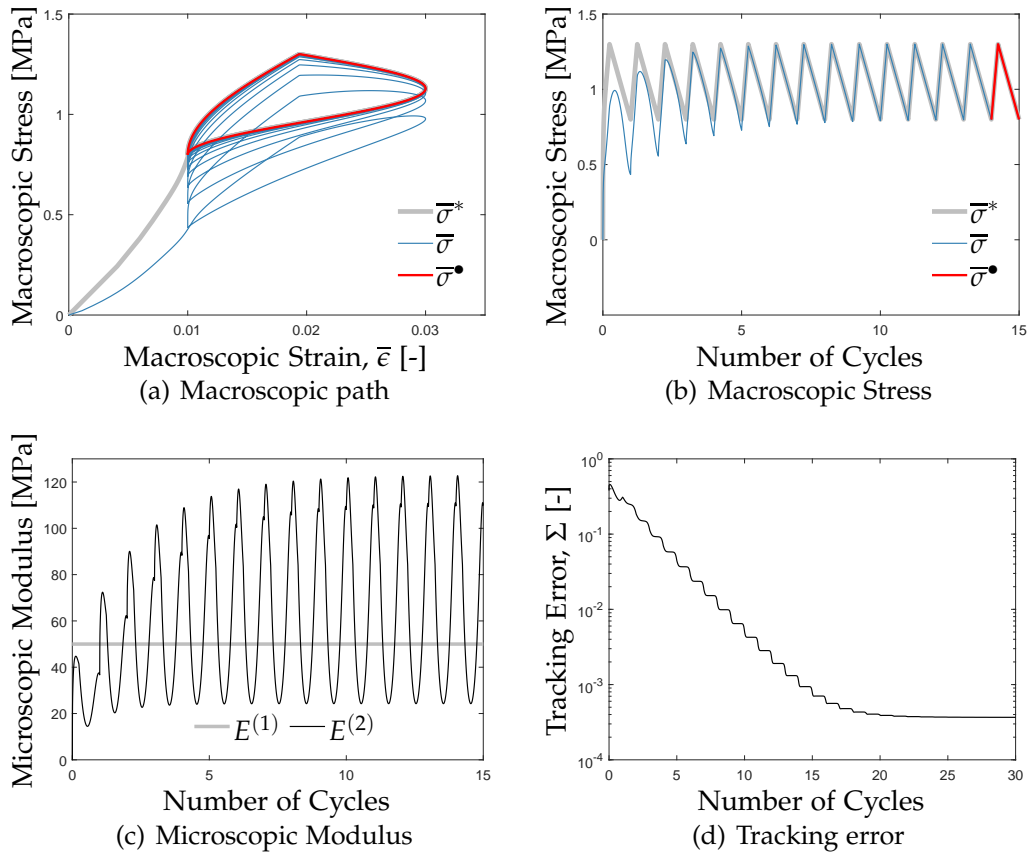 Macroscopic Stress [MPa]
1.5
1
0.5
0
0
0.01
0.02
0.03
σ̅*
σ̅
σ̅•
Macroscopic Strain, ϵ̅ [-]
(a) Macroscopic path
Macroscopic Stress [MPa]
1.5
1
0.5
0
0
5
10
15
σ̅*
σ̅
σ̅•
Number of Cycles
(b) Macroscopic Stress
Microscopic Modulus [MPa]
120
100
80
60
40
20
0
0
5
10
15
E(1) E(2)
Number of Cycles
(c) Microscopic Modulus
Tracking Error, Σ [-]
10^0
10^-1
10^-2
10^-3
10^-4
0
5
10
15
20
25
30
Number of Cycles
(d) Tracking error